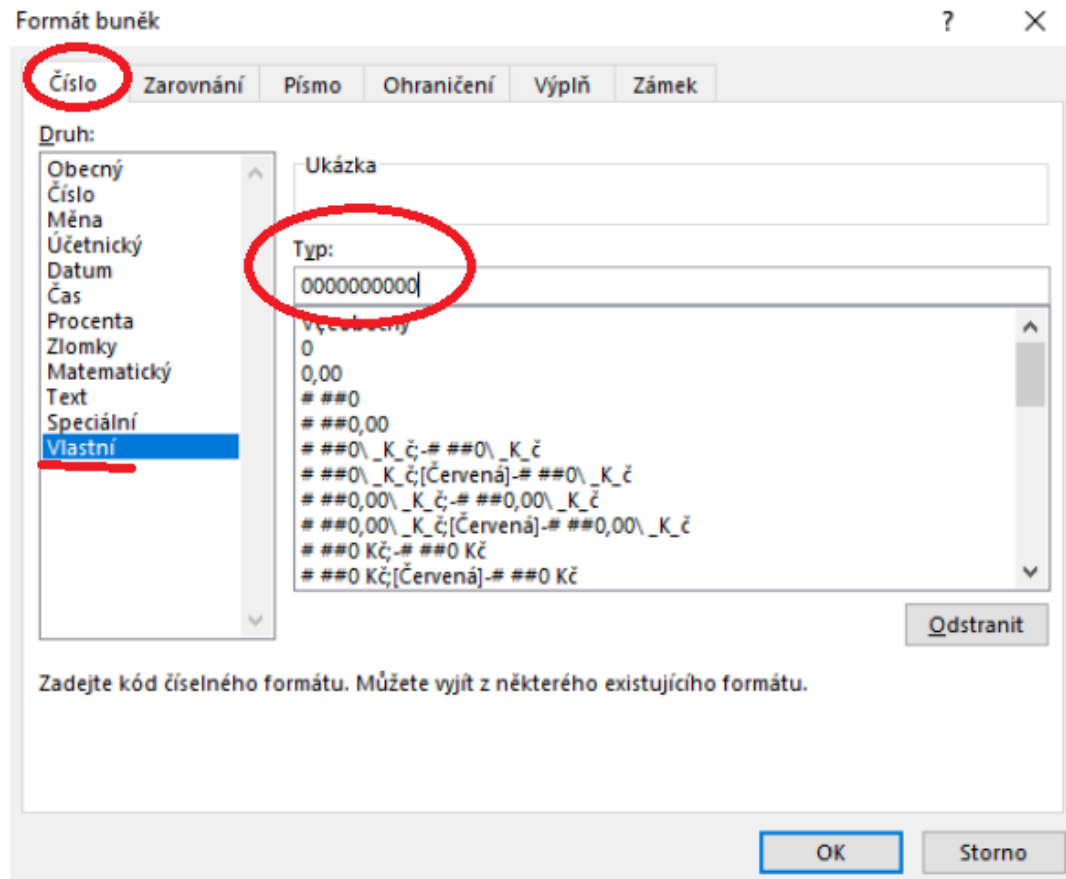 Formát buněk ?
Číslo Zarovnání Písmo Ohraničení Výplň Zámek
Druh:
Obecný
Číslo
Měna
Účetnický
Datum
Čas
Procenta
Zlomky
Matematický
Text
Speciální
Vlastní
Ukázka
Typ:
0000000000
Všeobecný
0
0,00
# ##0
# ##0,00
# ##0\ _K_č;-# ##0\ _K_č
# ##0\ _K_č;[Červená]-# ##0\ _K_č
# ##0,00\ _K_č;-# ##0,00\ _K_č
# ##0,00\ _K_č;[Červená]-# ##0,00\ _K_č
# ##0 Kč;-# ##0 Kč
# ##0 Kč;[Červená]-# ##0 Kč
Odstranit
Zadejte kód číselného formátu. Můžete vyjít z některého existujícího formátu.
OK Storno